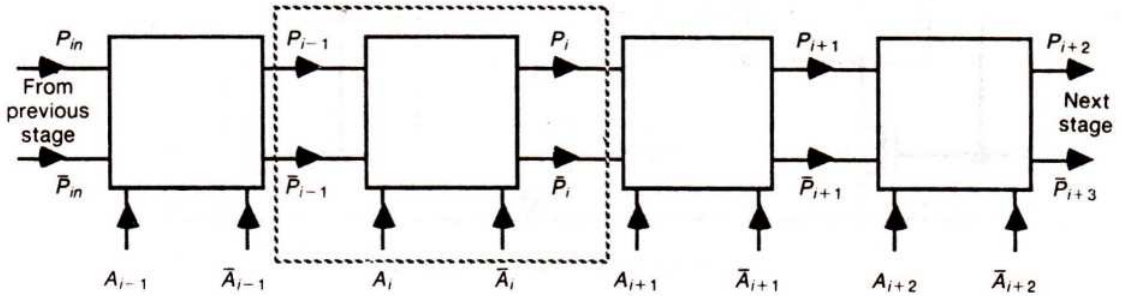 P_in P_{i−1} P_i P_{i+1} P_{i+2}
From previous stage
Next stage
P̄_in P̄_{i−1} P̄_i P̄_{i+1} P̄_{i+3}
A_{i−1} Ā_{i−1} A_i Ā_i A_{i+1} Ā_{i+1} A_{i+2} Ā_{i+2}